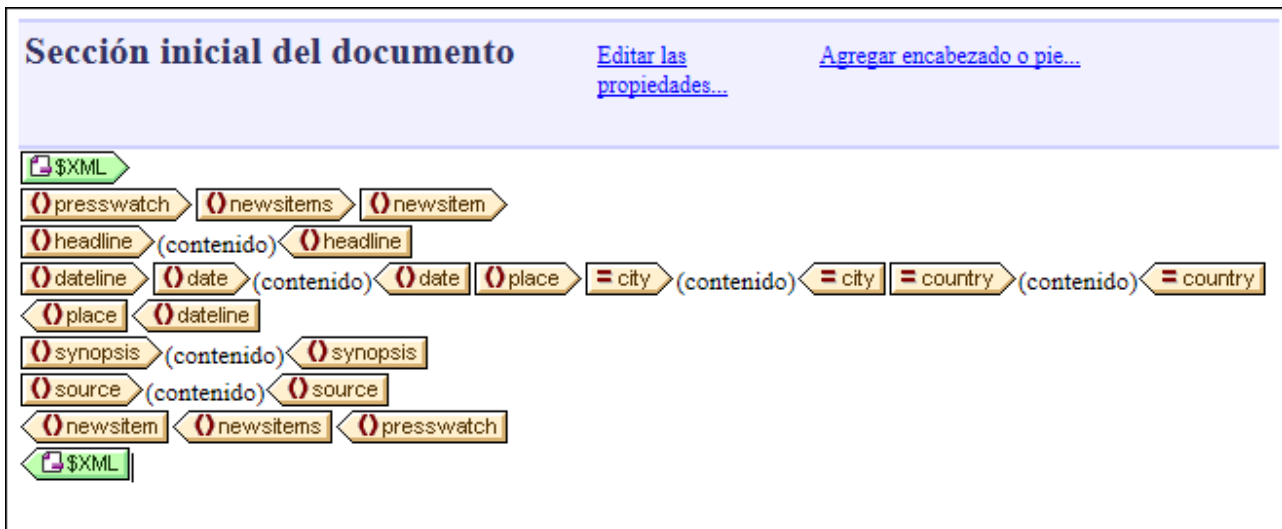 Sección inicial del documento Editar las propiedades... Agregar encabezado o pie...
$XML
() presswatch () newsitems () newsitem
() headline (contenido) () headline
() dateline () date (contenido) () date () place = city (contenido) = city = country (contenido) = country
() place () dateline
() synopsis (contenido) () synopsis
() source (contenido) () source
() newsitem () newsitems () presswatch
$XML